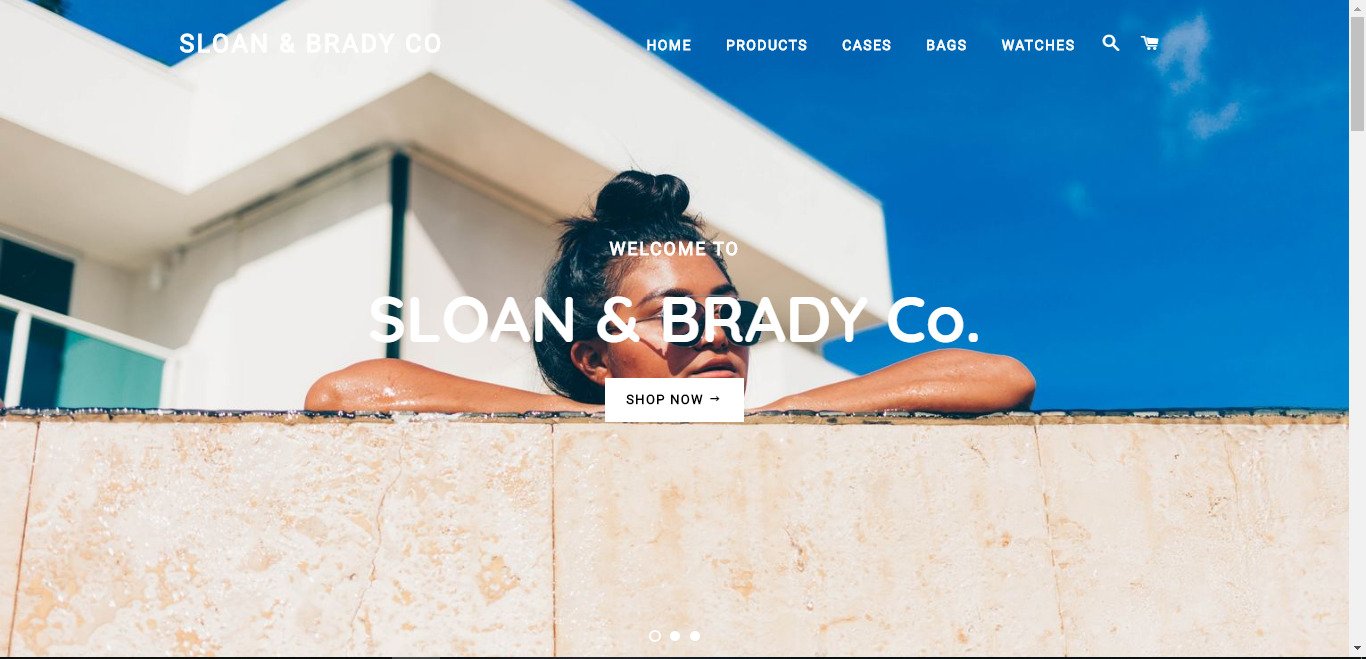 SLOAN & BRADY CO
HOME PRODUCTS CASES BAGS WATCHES
WELCOME TO
SLOAN & BRADY Co.
SHOP NOW →